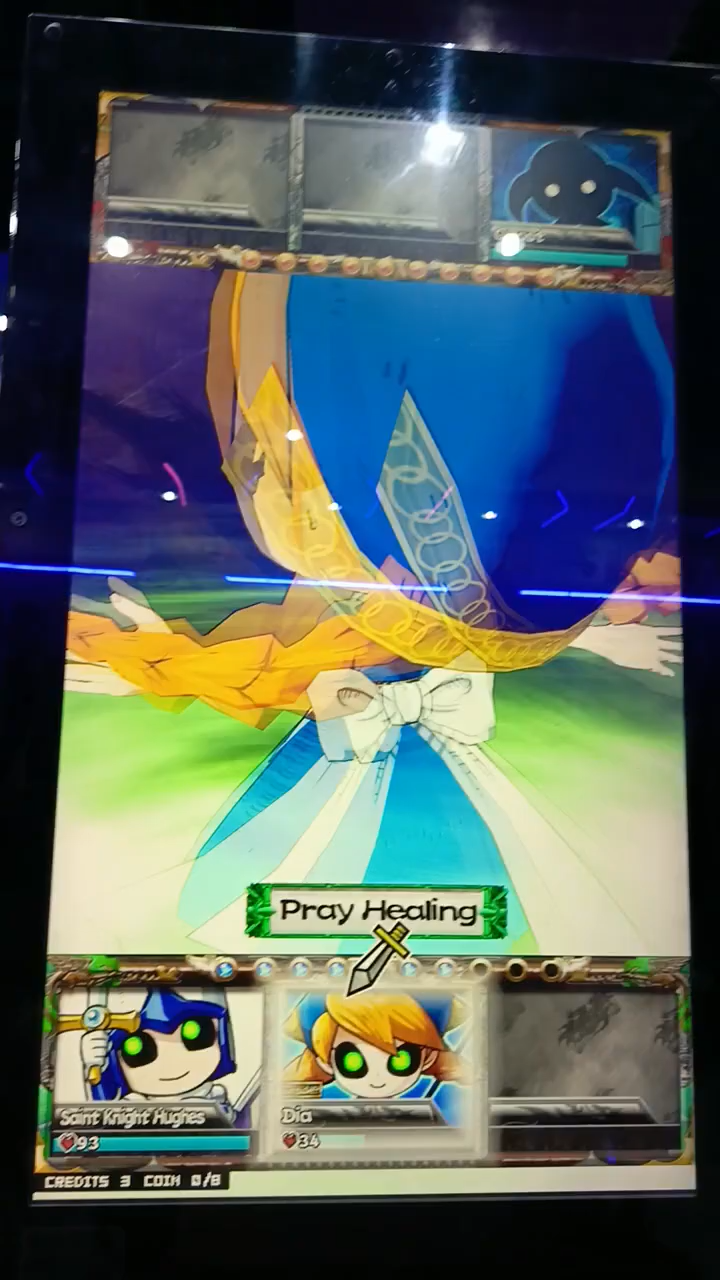 Pray Healing
Saint Knight Hughes
93
Dia
34
CREDITS 3 COIN 0/8